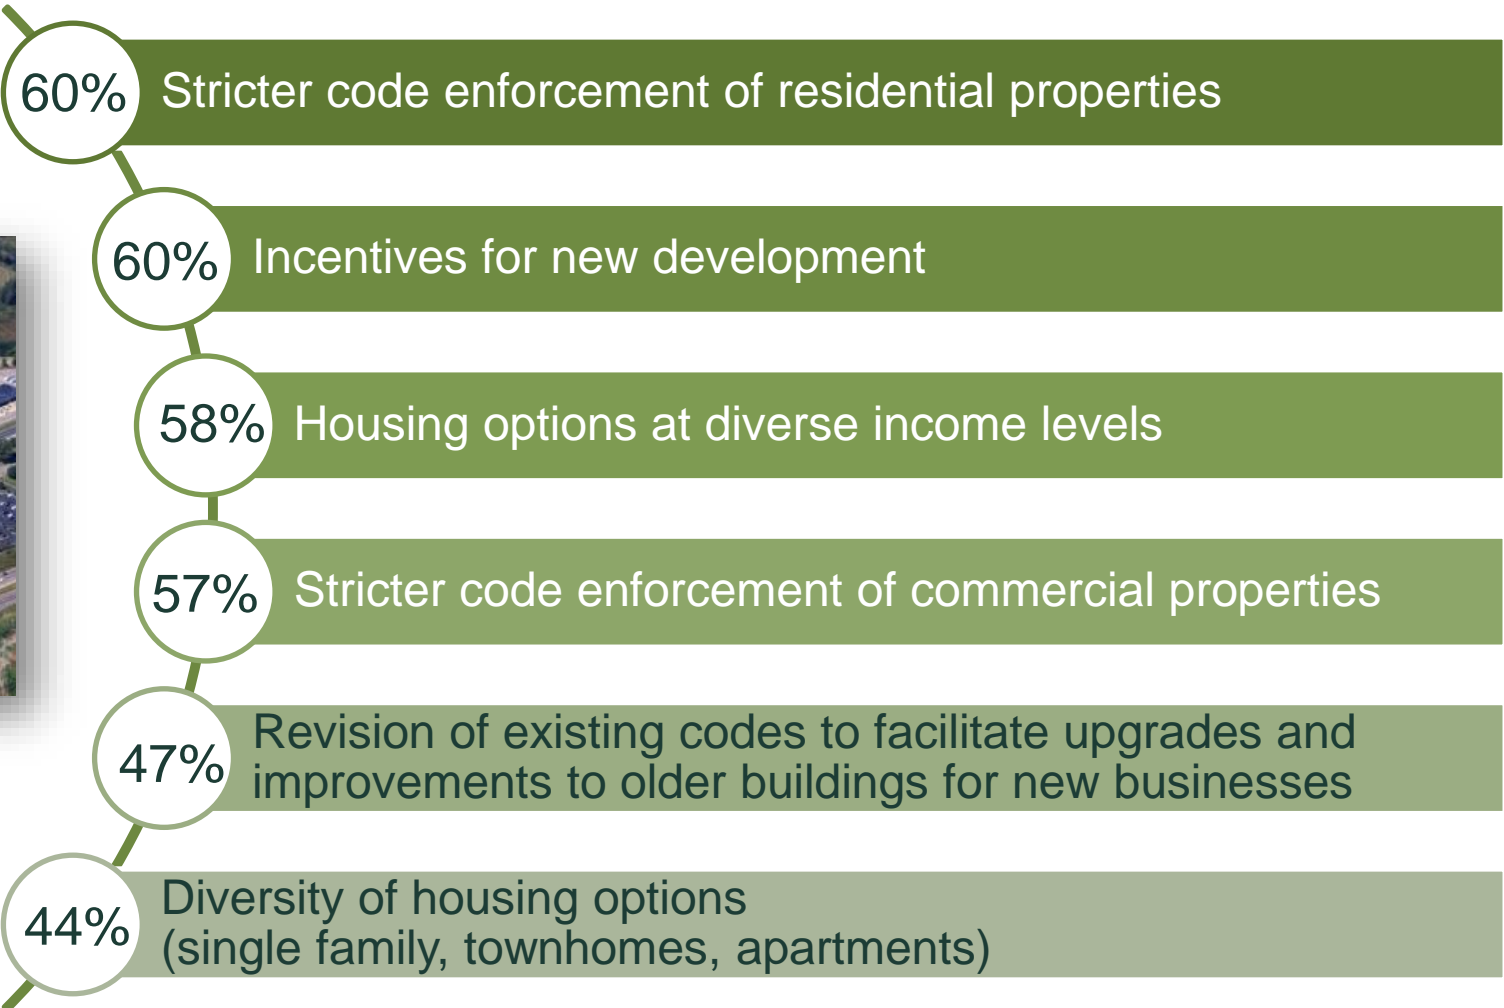 60% Stricter code enforcement of residential properties
60% Incentives for new development
58% Housing options at diverse income levels
57% Stricter code enforcement of commercial properties
47% Revision of existing codes to facilitate upgrades and
improvements to older buildings for new businesses
44% Diversity of housing options
(single family, townhomes, apartments)